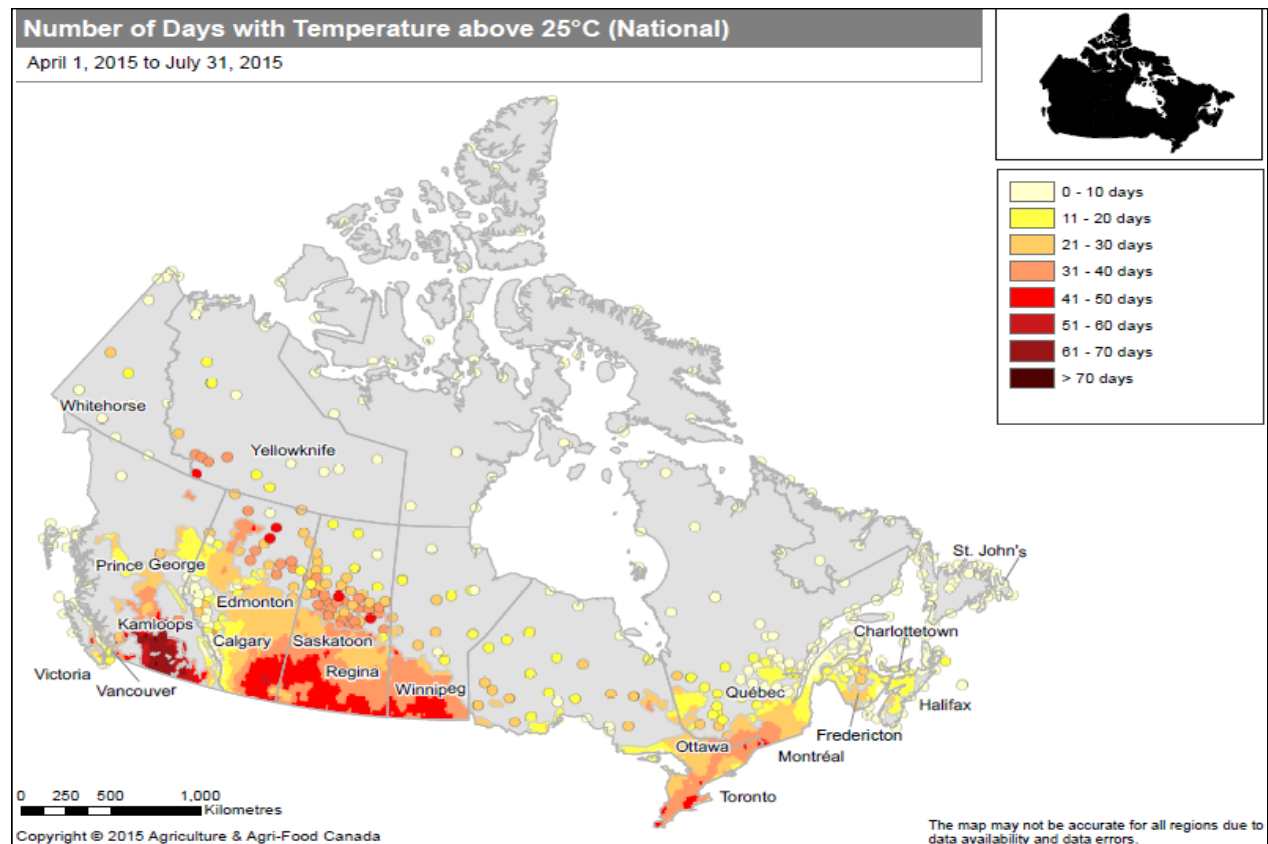 Number of Days with Temperature above 25°C (National)
April 1, 2015 to July 31, 2015
0 - 10 days
11 - 20 days
21 - 30 days
31 - 40 days
41 - 50 days
51 - 60 days
61 - 70 days
> 70 days
Whitehorse
Yellowknife
St. John's
Prince George
Edmonton
Charlottetown
Kamloops
Calgary
Saskatoon
Regina
Victoria
Vancouver
Winnipeg
Québec
Halifax
Fredericton
Ottawa
Montréal
Toronto
0 250 500 1,000
Kilometres
Copyright © 2015 Agriculture & Agri-Food Canada
The map may not be accurate for all regions due to
data availability and data errors.